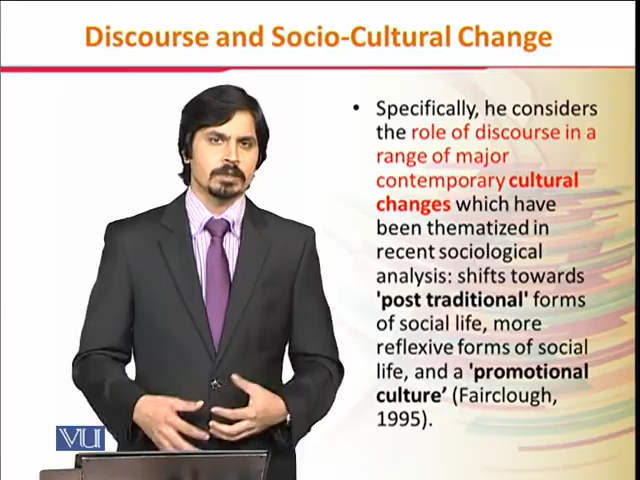 Discourse and Socio-Cultural Change
• Specifically, he considers
the role of discourse in a
range of major
contemporary cultural
changes which have
been thematized in
recent sociological
analysis: shifts towards
'post traditional' forms
of social life, more
reflexive forms of social
life, and a 'promotional
culture’ (Fairclough,
1995).
VU